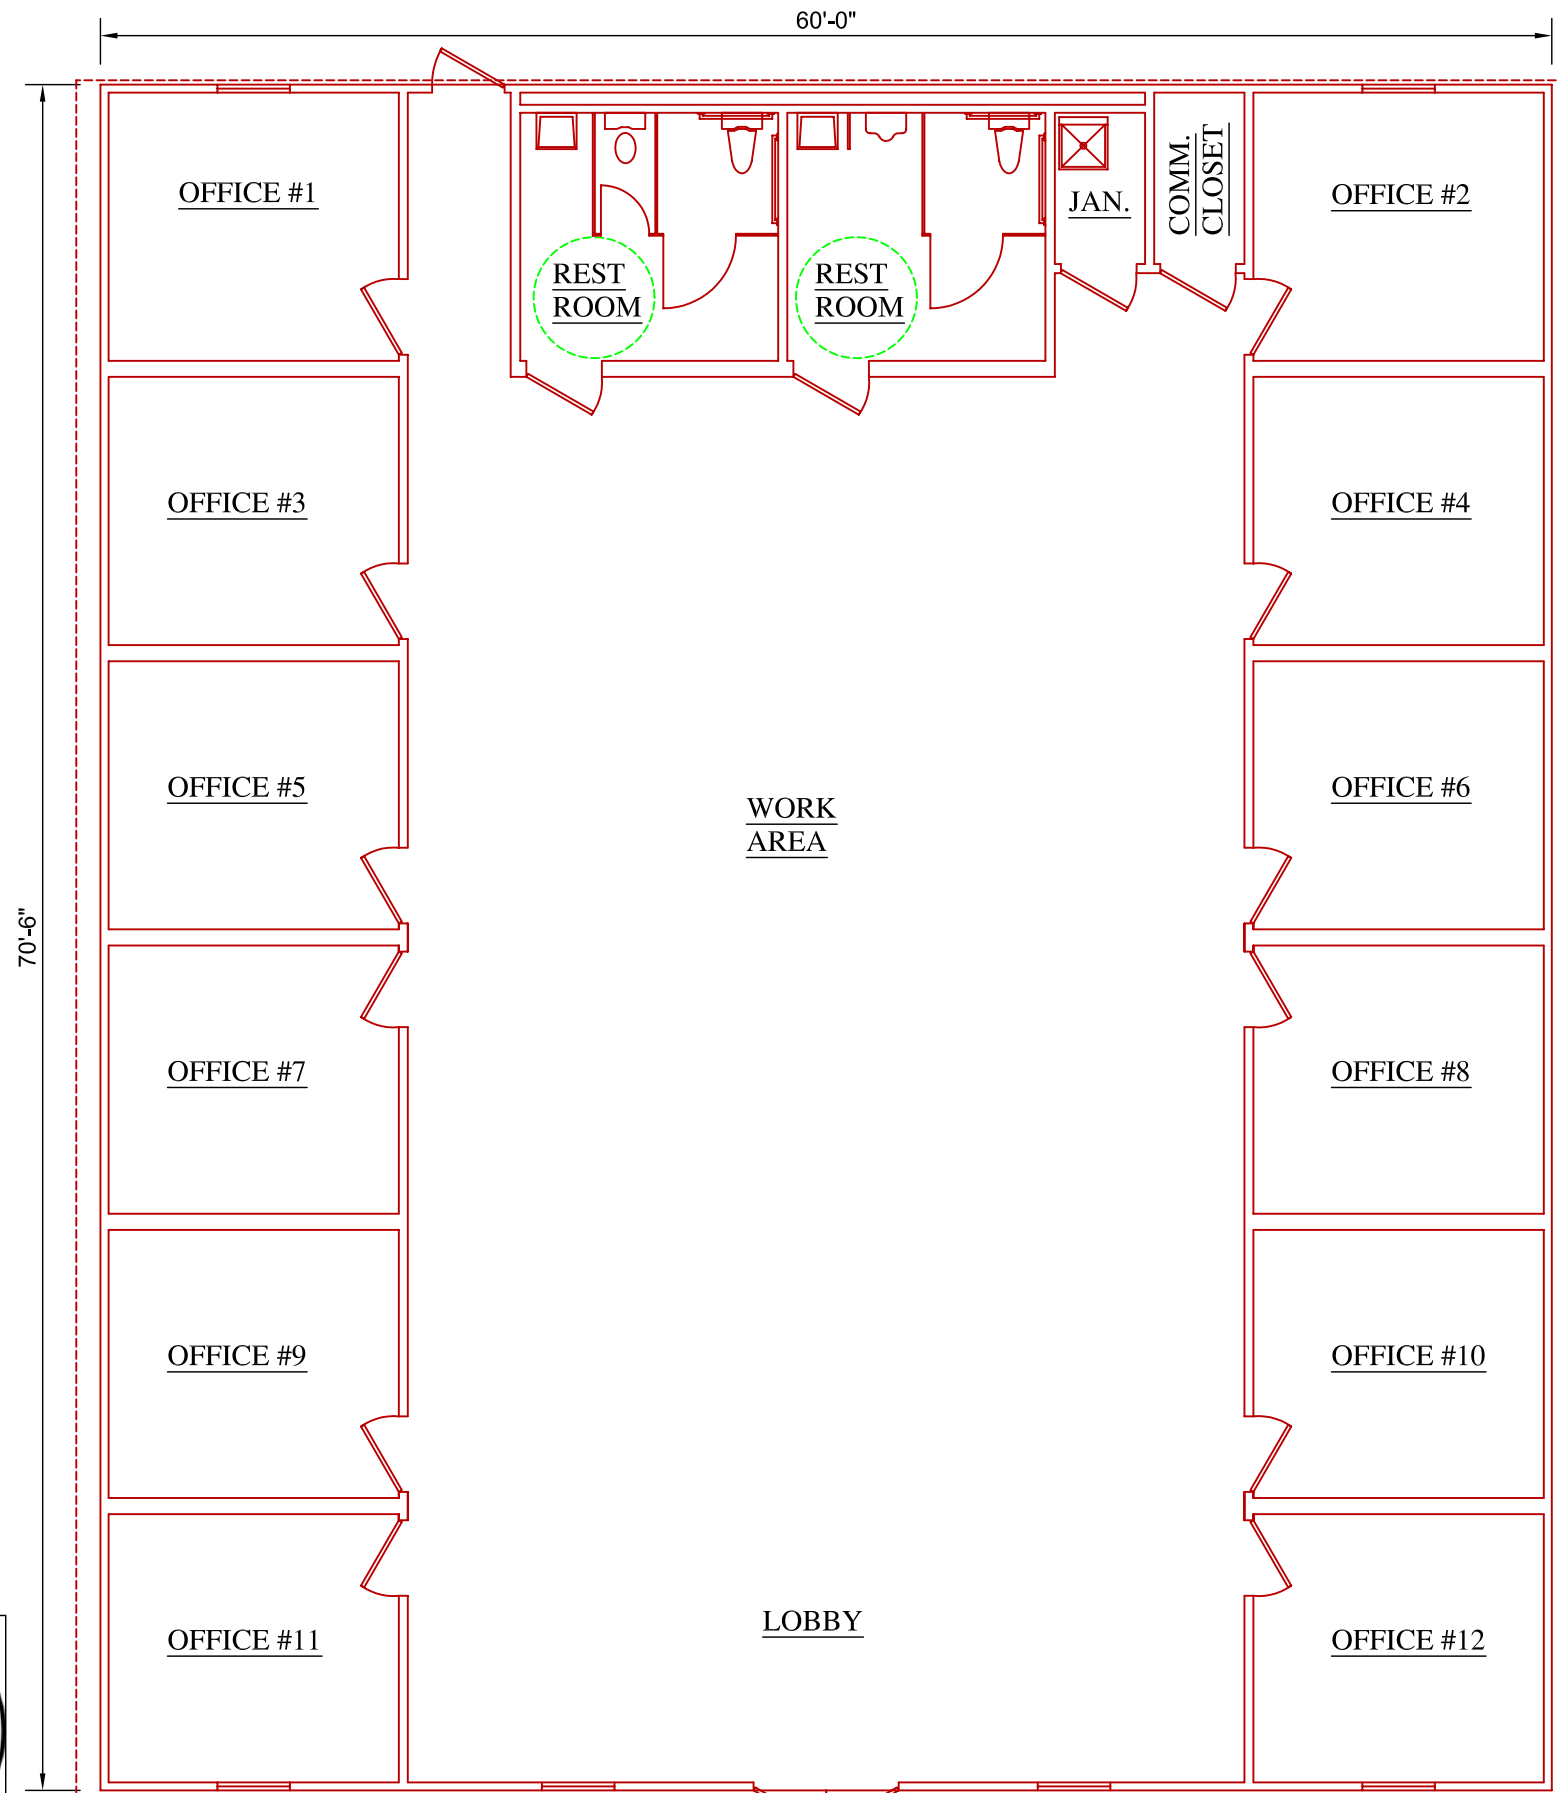 60'-0"
OFFICE #1
OFFICE #2
COMM.
CLOSET
JAN.
REST
ROOM
REST
ROOM
OFFICE #3
OFFICE #4
OFFICE #5
OFFICE #6
WORK
AREA
70'-6"
OFFICE #7
OFFICE #8
OFFICE #9
OFFICE #10
LOBBY
OFFICE #11
OFFICE #12